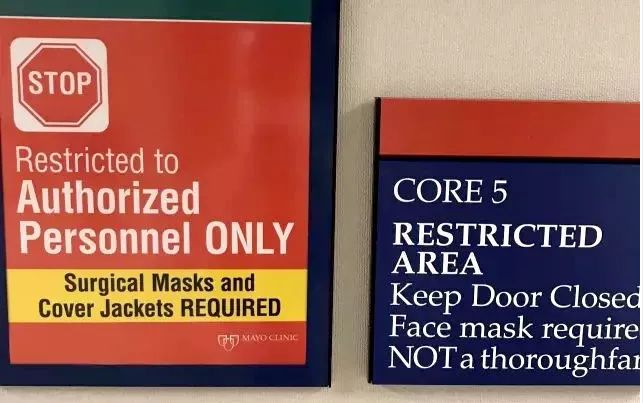 STOP
Restricted to
Authorized
Personnel ONLY
Surgical Masks and
Cover Jackets REQUIRED
MAYO CLINIC
CORE 5
RESTRICTED
AREA
Keep Door Closed
Face mask require
NOT a thoroughfar